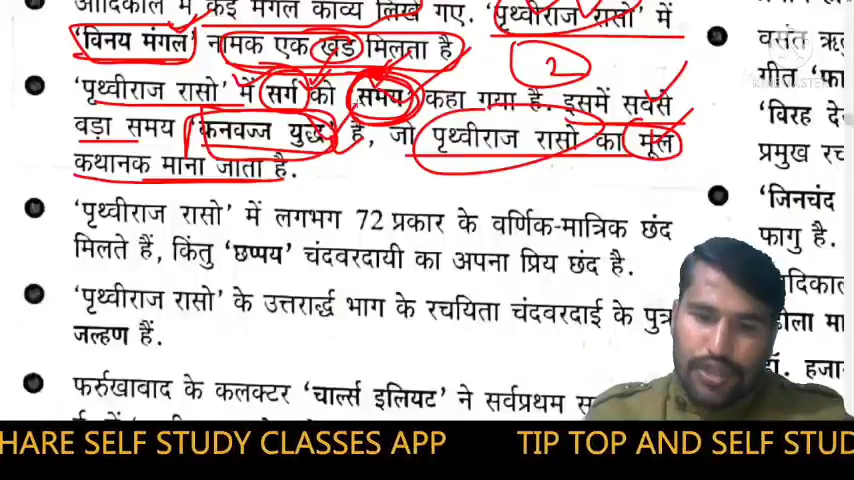 आदिकाल में कई मंगल काव्य लिखे गए. 'पृथ्वीराज रासो' में
'विनय मंगल' नामक एक खंड मिलता है
2
'पृथ्वीराज रासो' में सर्ग को 'समय' कहा गया है. इसमें सबसे
बड़ा समय 'कनवज्ज युद्ध' है, जो पृथ्वीराज रासो का मूल
कथानक माना जाता है.
'पृथ्वीराज रासो' में लगभग 72 प्रकार के वर्णिक-मात्रिक छंद
मिलते हैं, किंतु 'छप्पय' चंदवरदायी का अपना प्रिय छंद है.
'पृथ्वीराज रासो' के उत्तरार्द्ध भाग के रचयिता चंदवरदाई के पुत्र
जल्हण हैं.
फर्रुखावाद के कलक्टर 'चार्ल्स इलियट' ने सर्वप्रथम
वसंत ऋ
गीत 'फा
'विरह दे
प्रमुख रच
'जिनचंद
फागु है.
दिकाल
ोला मा
डॉ. हजा
KINEMASTER
HARE SELF STUDY CLASSES APP TIP TOP AND SELF STUD